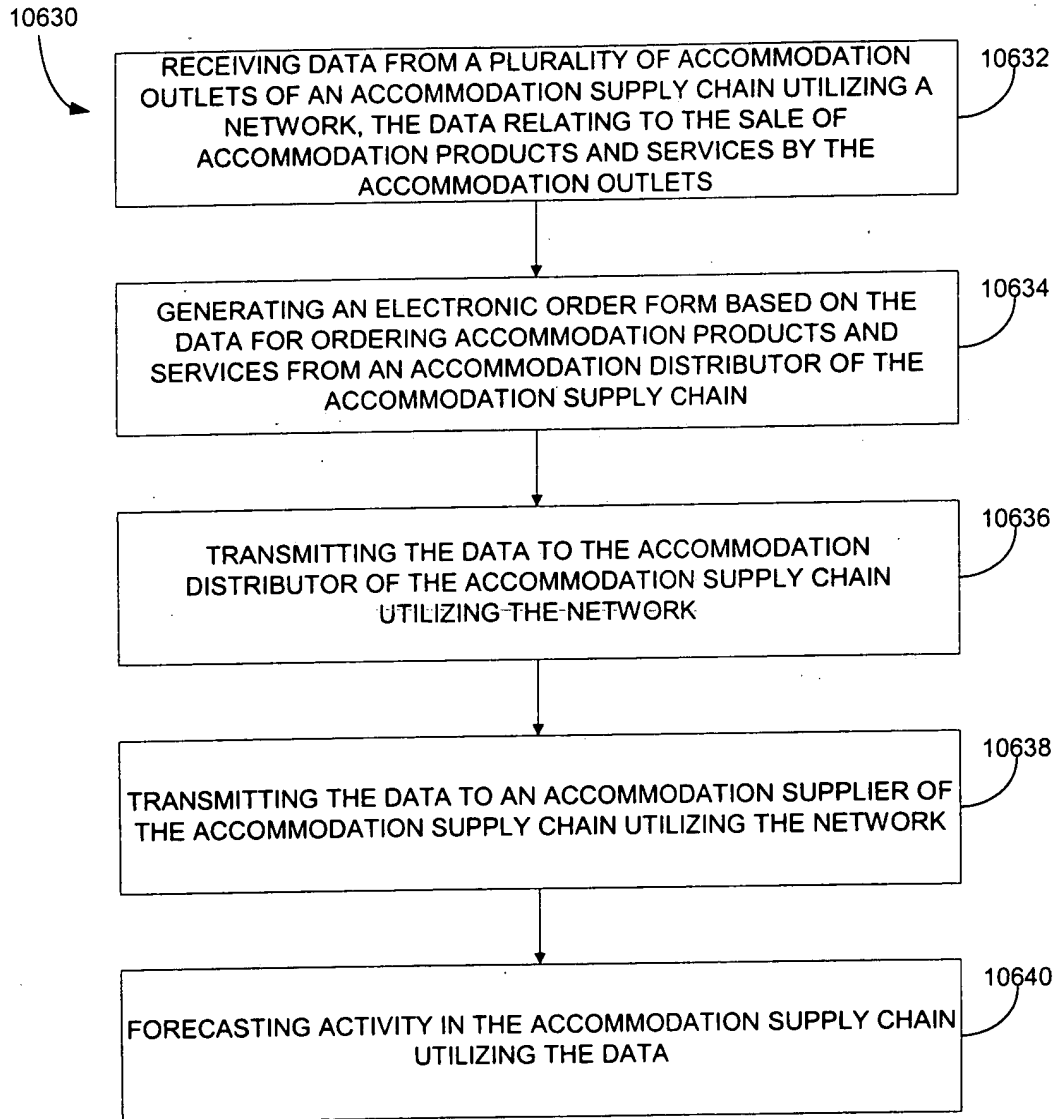 10630
RECEIVING DATA FROM A PLURALITY OF ACCOMMODATION
OUTLETS OF AN ACCOMMODATION SUPPLY CHAIN UTILIZING A
NETWORK, THE DATA RELATING TO THE SALE OF
ACCOMMODATION PRODUCTS AND SERVICES BY THE
ACCOMMODATION OUTLETS
10632
GENERATING AN ELECTRONIC ORDER FORM BASED ON THE
DATA FOR ORDERING ACCOMMODATION PRODUCTS AND
SERVICES FROM AN ACCOMMODATION DISTRIBUTOR OF THE
ACCOMMODATION SUPPLY CHAIN
10634
TRANSMITTING THE DATA TO THE ACCOMMODATION
DISTRIBUTOR OF THE ACCOMMODATION SUPPLY CHAIN
UTILIZING THE NETWORK
10636
TRANSMITTING THE DATA TO AN ACCOMMODATION SUPPLIER OF
THE ACCOMMODATION SUPPLY CHAIN UTILIZING THE NETWORK
10638
FORECASTING ACTIVITY IN THE ACCOMMODATION SUPPLY CHAIN
UTILIZING THE DATA
10640